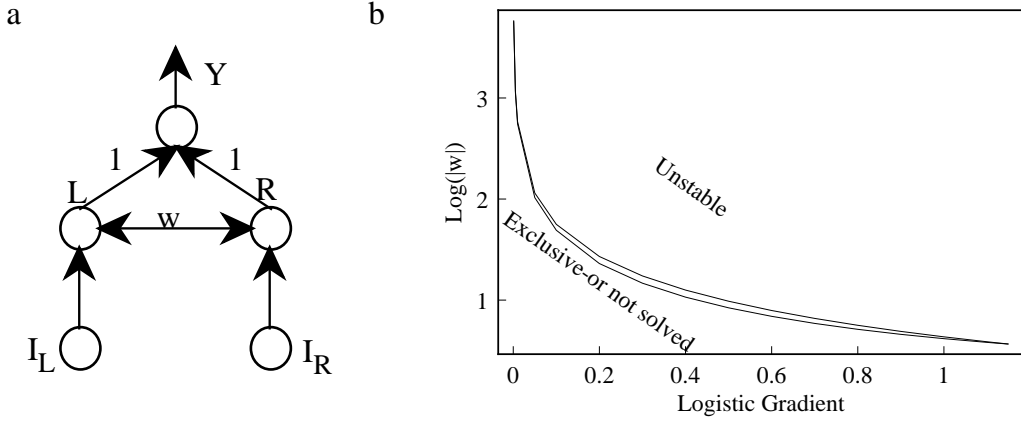 a
Y
1
1
L
R
w
I_L
I_R
b
Log(|w|)
3
2
1
Unstable
Exclusive-or not solved
0
0.2
0.4
0.6
0.8
1
Logistic Gradient